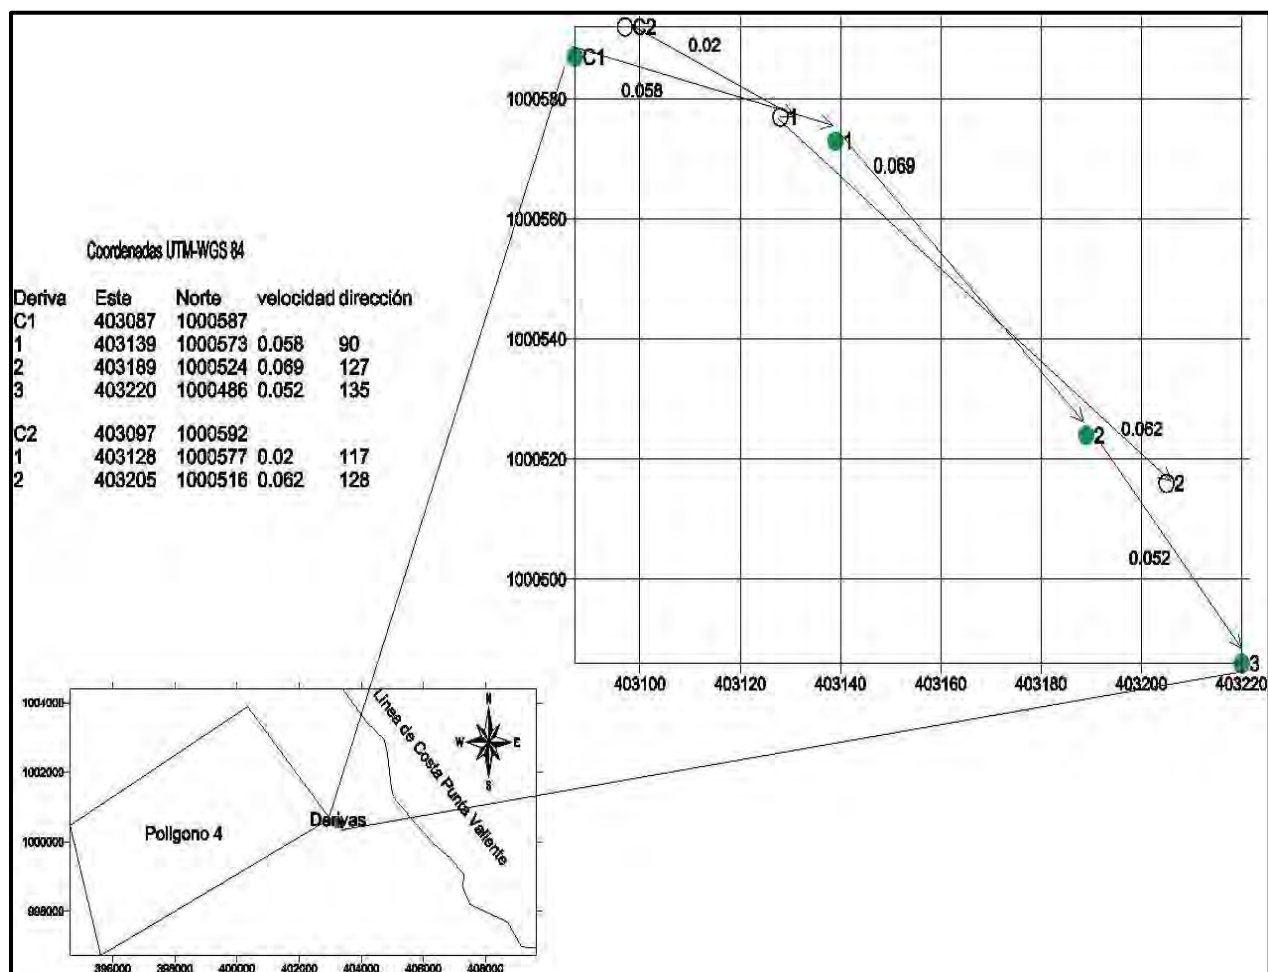 C2
0.02
C1
0.058
1000580
1
1
0.069
1000560
Coordenadas UTM-WGS 84
Deriva Este Norte velocidad dirección
C1 403087 1000587
1 403139 1000573 0.058 90
2 403189 1000524 0.069 127
3 403220 1000486 0.052 135
C2 403097 1000592
1 403128 1000577 0.02 117
2 403205 1000516 0.062 128
1000540
0.062
2
1000520
2
0.052
1000500
3
403100 403120 403140 403160 403180 403200 403220
1004000
Línea de Costa Punta Valiente
N
W E
S
1002000
Derivas
Polígono 4
1000000
998000
396000 398000 400000 402000 404000 406000 408000